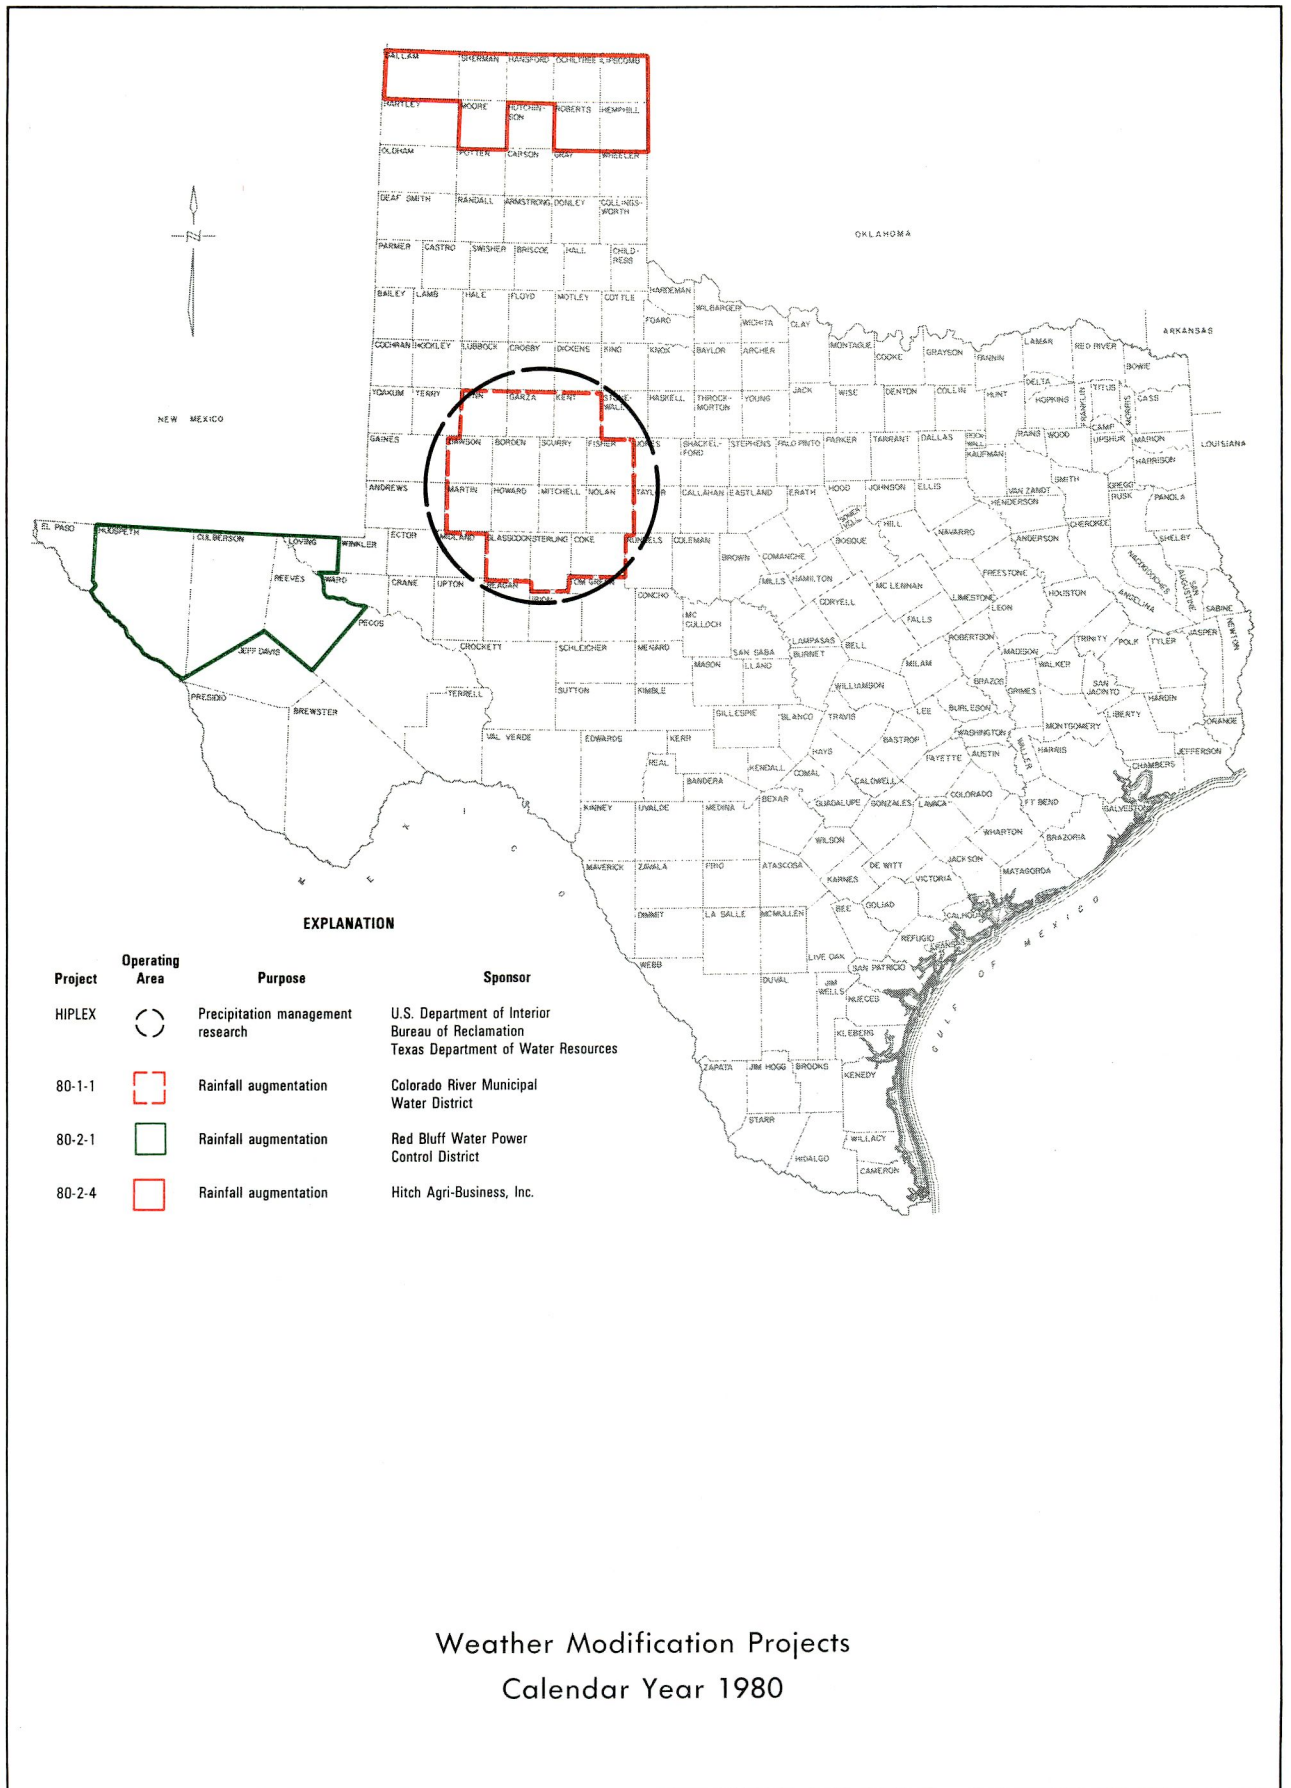 DALLAM SHERMAN HANSFORD OCHILTREE LIPSCOMB
HARTLEY MOORE HUTCHIN-SON ROBERTS HEMPHILL
OLDHAM POTTER CARSON GRAY WHEELER
DEAF SMITH RANDALL ARMSTRONG DONLEY COLLINGS-WORTH
OKLAHOMA
PARMER CASTRO SWISHER BRISCOE HALL CHILD-RESS
N
BAILEY LAMB HALE FLOYD MOTLEY COTTLE HARDEMAN
WILBARGER
FOARD WICHITA CLAY
ARKANSAS
COCHRAN HOCKLEY LUBBOCK CROSBY DICKENS KING KNOX BAYLOR ARCHER MONTAGUE COOKE GRAYSON FANNIN LAMAR RED RIVER BOWIE
NEW MEXICO
YOAKUM TERRY LYNN GARZA KENT STONE-WALL HASKELL THROCK-MORTON YOUNG JACK WISE DENTON COLLIN HUNT DELTA HOPKINS FRANKLIN TITUS MORRIS CASS
CAMP
GAINES DAWSON BORDEN SCURRY FISHER JONES SHACKEL-FORD STEPHENS PALO PINTO PARKER TARRANT DALLAS ROCK-WALL RAINS WOOD UPSHUR MARION
LOUISIANA
KAUFMAN HARRISON
ANDREWS MARTIN HOWARD MITCHELL NOLAN TAYLOR CALLAHAN EASTLAND ERATH HOOD JOHNSON ELLIS VAN ZANDT SMITH GREGG
HENDERSON RUSK PANOLA
EL PASO HUDSPETH CULBERSON LOVING WINKLER ECTOR MIDLAND GLASSCOCK STERLING COKE RUNNELS COLEMAN BROWN COMANCHE SOMER-VELL BOSQUE HILL NAVARRO ANDERSON CHEROKEE SHELBY
REEVES WARD CRANE UPTON REAGAN TOM GREEN CONCHO MILLS HAMILTON MC LENNAN FREESTONE NACOGDOCHES SAN AUGUSTINE
IRION CORYELL LIMESTONE LEON HOUSTON ANGELINA SABINE
PECOS MC CULLOCH FALLS NEWTON
JEFF DAVIS CROCKETT SCHLEICHER MENARD SAN SABA LAMPASAS BELL ROBERTSON MADISON TRINITY POLK TYLER JASPER
MASON LLANO BURNET MILAM WALKER
PRESIDIO BREWSTER TERRELL SUTTON KIMBLE WILLIAMSON BRAZOS GRIMES SAN JACINTO HARDIN
GILLESPIE BLANCO TRAVIS LEE BURLESON MONTGOMERY LIBERTY ORANGE
VAL VERDE EDWARDS KERR HAYS BASTROP WASHINGTON WALLER HARRIS JEFFERSON
REAL BANDERA KENDALL COMAL CALDWELL FAYETTE AUSTIN CHAMBERS
KINNEY UVALDE MEDINA BEXAR GUADALUPE GONZALES LAVACA COLORADO FT BEND GALVESTON
WILSON WHARTON BRAZORIA
MAVERICK ZAVALA FRIO ATASCOSA KARNES DE WITT VICTORIA JACKSON MATAGORDA
MEXICO
DIMMIT LA SALLE MCMULLEN BEE GOLIAD CALHOUN
REFUGIO ARANSAS
GULF OF MEXICO
WEBB LIVE OAK SAN PATRICIO
DUVAL JIM WELLS NUECES
KLEBERG
ZAPATA JIM HOGG BROOKS KENEDY
STARR WILLACY
HIDALGO CAMERON
EXPLANATION
Project Operating Area Purpose Sponsor
HIPLEX Precipitation management research U.S. Department of Interior
Bureau of Reclamation
Texas Department of Water Resources
80-1-1 Rainfall augmentation Colorado River Municipal
Water District
80-2-1 Rainfall augmentation Red Bluff Water Power
Control District
80-2-4 Rainfall augmentation Hitch Agri-Business, Inc.
Weather Modification Projects
Calendar Year 1980